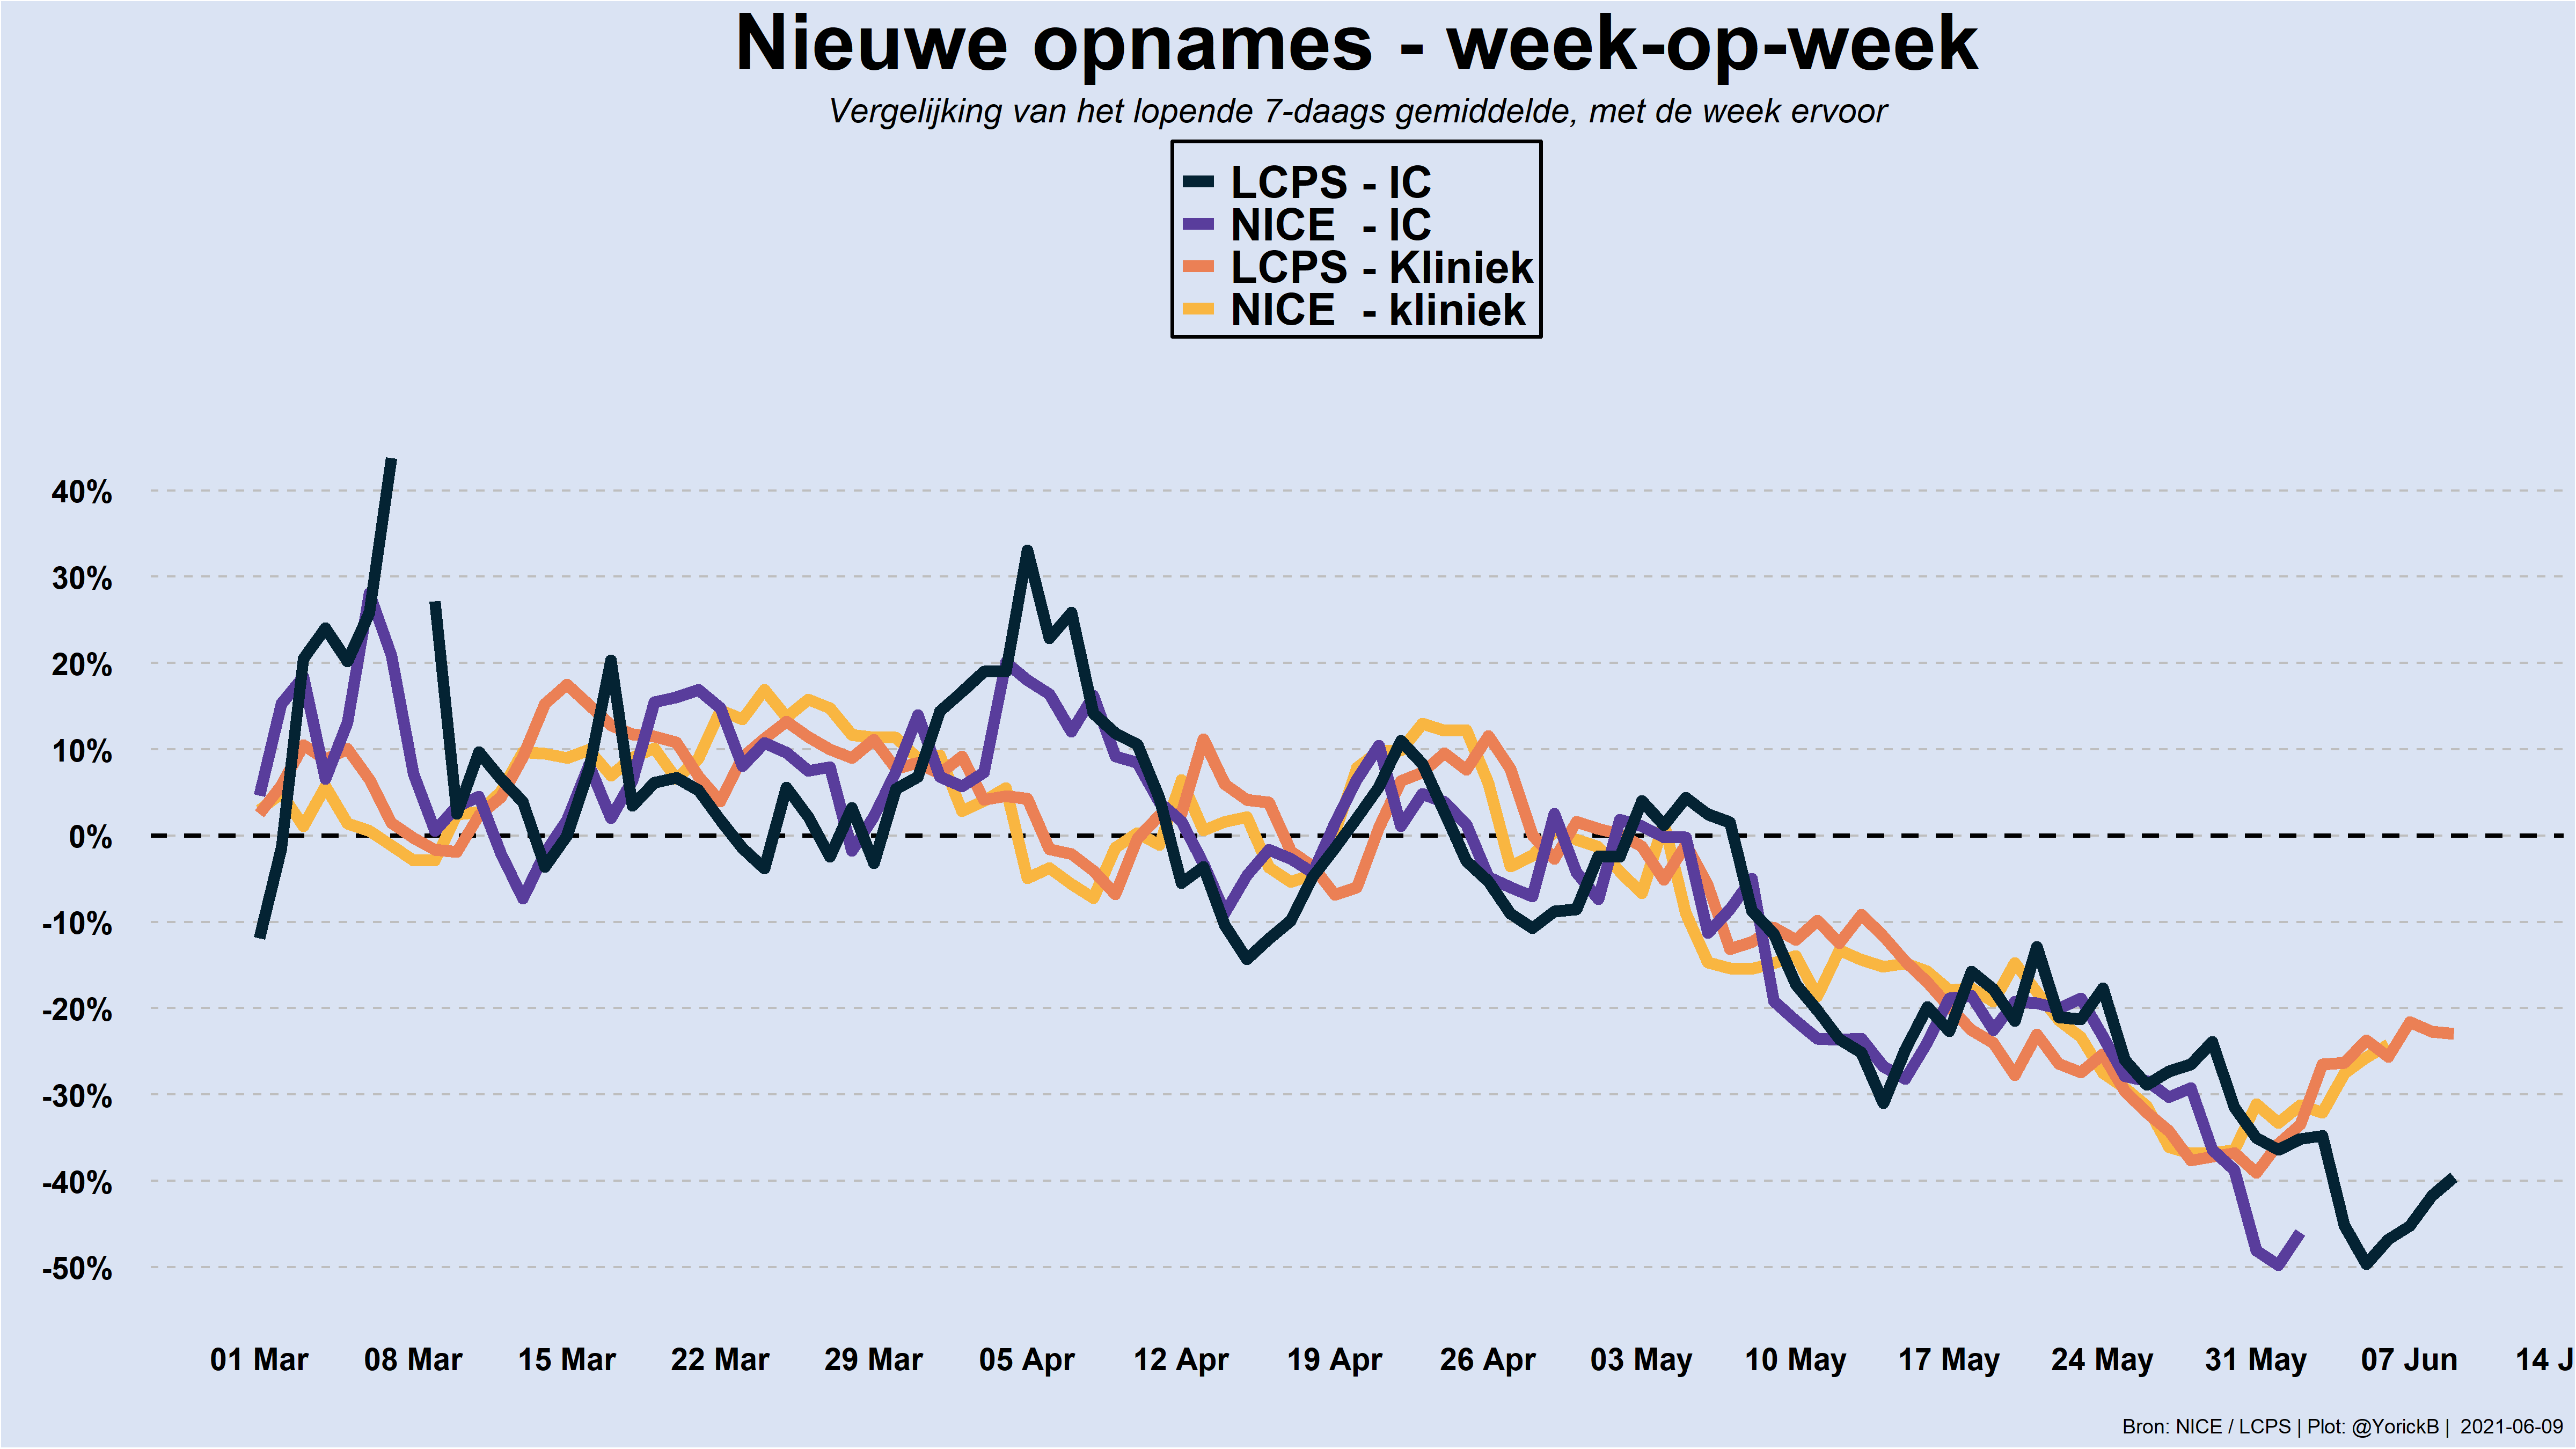 Nieuwe opnames - week-op-week
Vergelijking van het lopende 7-daags gemiddelde, met de week ervoor
LCPS - IC
NICE - IC
LCPS - Kliniek
NICE - kliniek
40%
30%
20%
10%
0%
-10%
-20%
-30%
-40%
-50%
01 Mar 08 Mar 15 Mar 22 Mar 29 Mar 05 Apr 12 Apr 19 Apr 26 Apr 03 May 10 May 17 May 24 May 31 May 07 Jun 14 J
Bron: NICE / LCPS | Plot: @YorickB | 2021-06-09